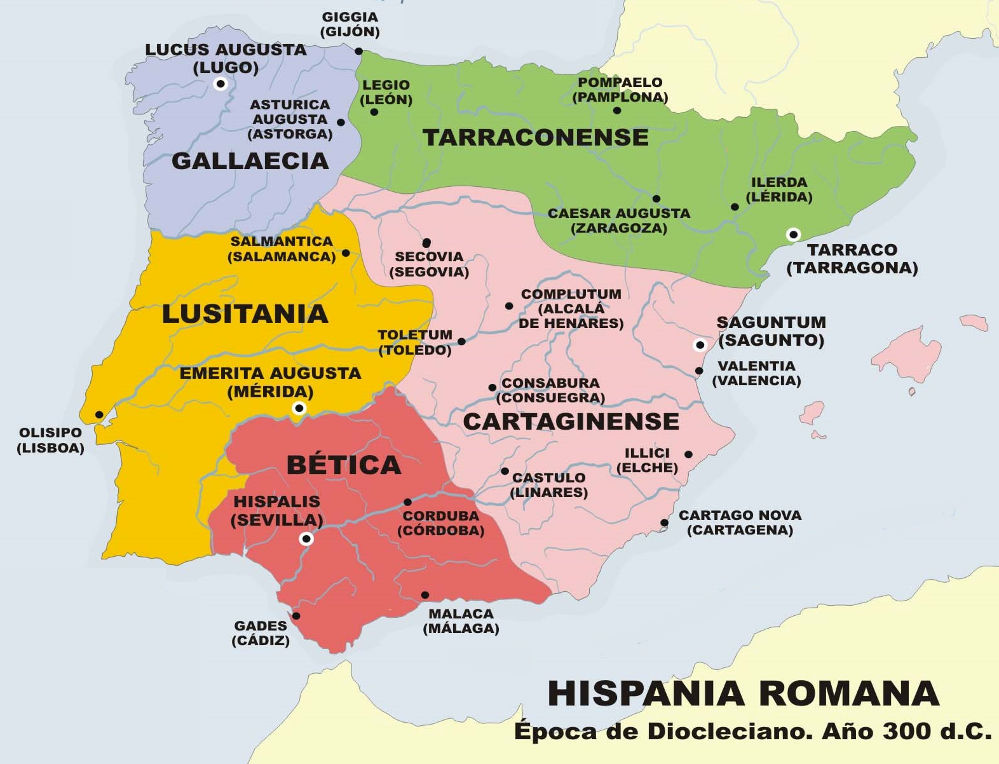 GIGGIA
(GIJÓN)
LUCUS AUGUSTA
(LUGO)
LEGIO
(LEÓN)
POMPAELO
(PAMPLONA)
ASTURICA
AUGUSTA
(ASTORGA)
TARRACONENSE
GALLAECIA
ILERDA
(LÉRIDA)
CAESAR AUGUSTA
(ZARAGOZA)
SALMANTICA
(SALAMANCA)
SECOVIA
(SEGOVIA)
TARRACO
(TARRAGONA)
COMPLUTUM
(ALCALÁ
DE HENARES)
LUSITANIA
SAGUNTUM
(SAGUNTO)
TOLETUM
(TOLEDO)
VALENTIA
(VALENCIA)
EMERITA AUGUSTA
(MÉRIDA)
CONSABURA
(CONSUEGRA)
CARTAGINENSE
OLISIPO
(LISBOA)
BÉTICA
ILLICI
(ELCHE)
CASTULO
(LINARES)
HISPALIS
(SEVILLA)
CORDUBA
(CÓRDOBA)
CARTAGO NOVA
(CARTAGENA)
MALACA
(MÁLAGA)
GADES
(CÁDIZ)
HISPANIA ROMANA
Época de Diocleciano. Año 300 d.C.